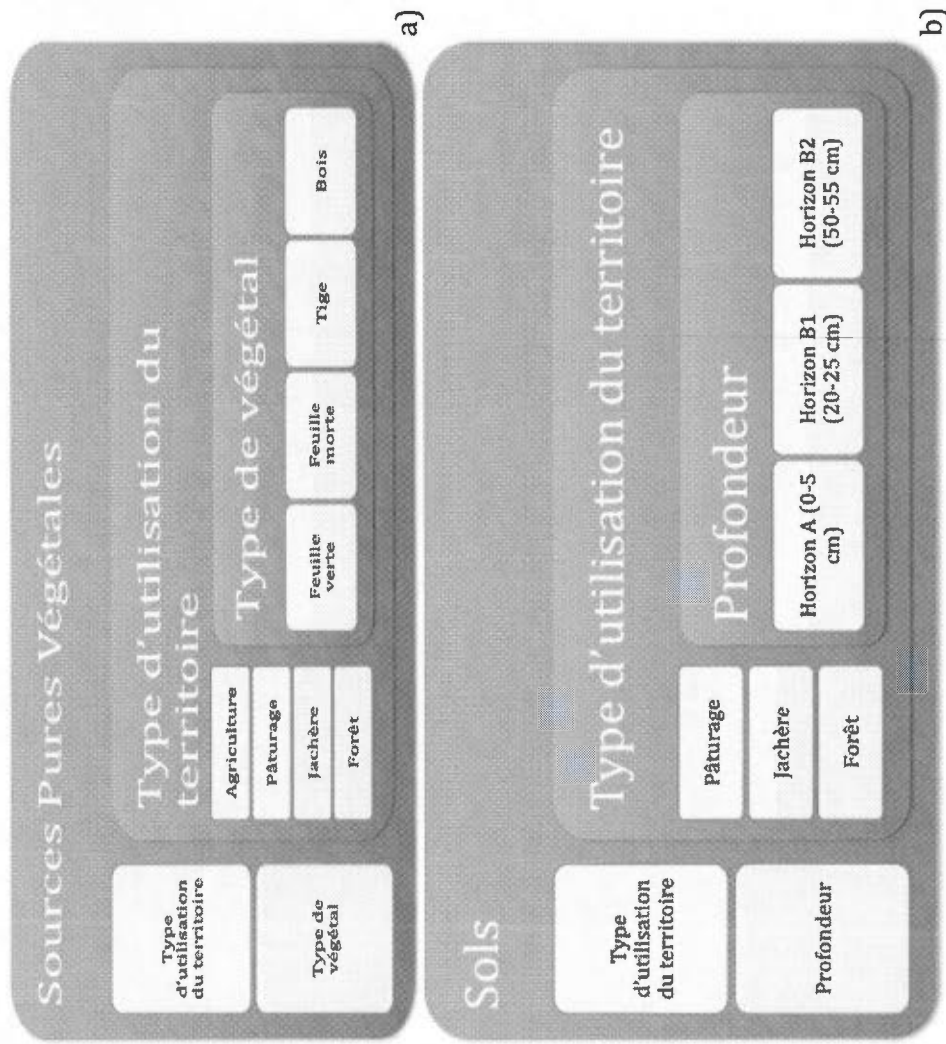 Sources Pures Végétales
Type
d'utilisation
du territoire
Type de
végétal
Type d'utilisation du
territoire
Agriculture
Pâturage
Jachère
Forêt
Type de végétal
Feuille
verte
Feuille
morte
Tige
Bois
a)
Sols
Type
d'utilisation
du territoire
Profondeur
Type d'utilisation du territoire
Pâturage
Jachère
Forêt
Profondeur
Horizon A (0-5
cm)
Horizon B1
(20-25 cm)
Horizon B2
(50-55 cm)
b)